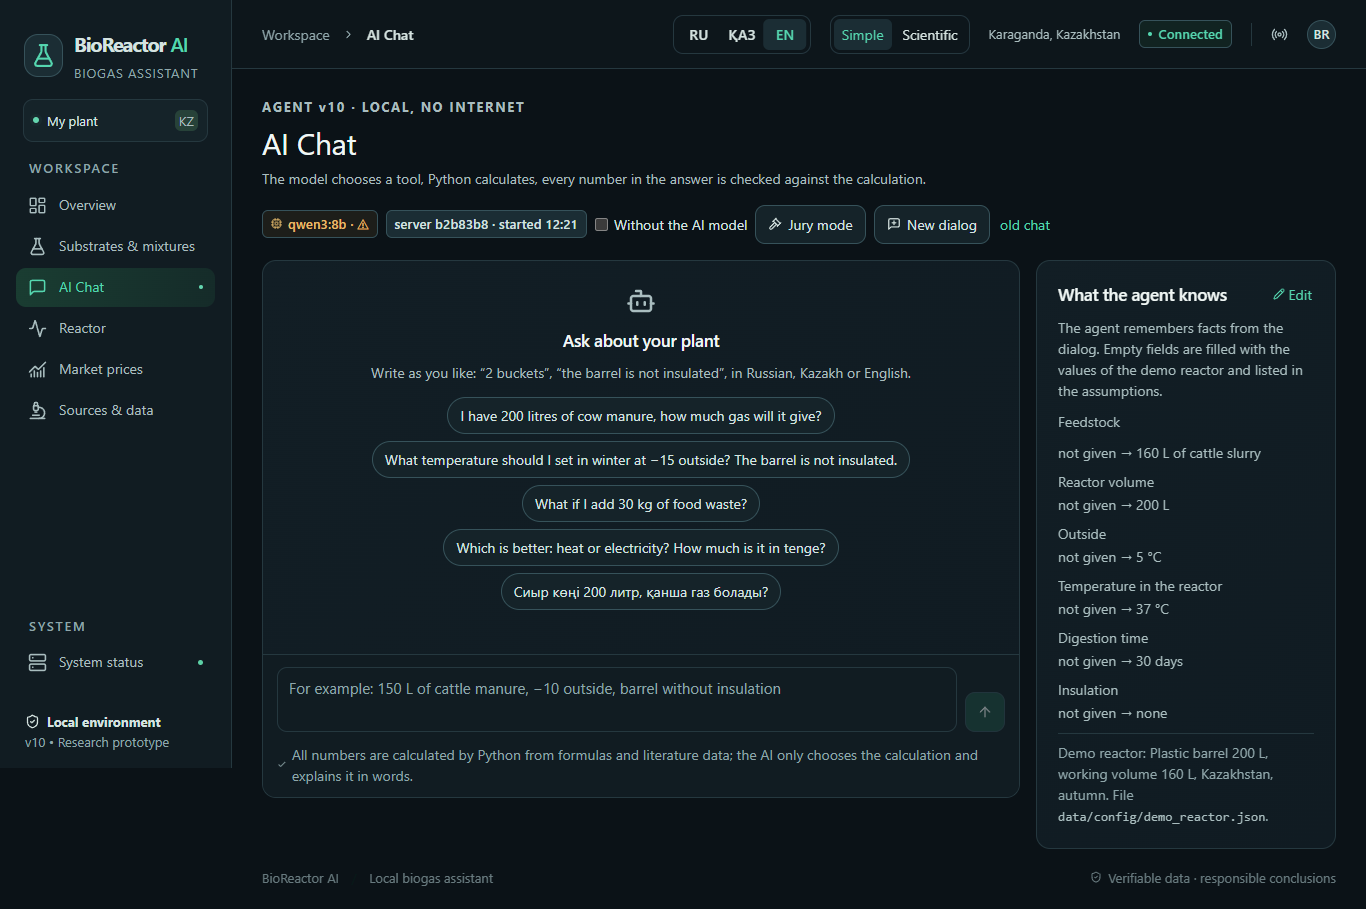 BioReactor AI
BIOGAS ASSISTANT
My plant
KZ
WORKSPACE
Overview
Substrates & mixtures
AI Chat
Reactor
Market prices
Sources & data
SYSTEM
System status
Local environment
v10 • Research prototype
Workspace
AI Chat
RU ҚАЗ EN
Simple Scientific
Karaganda, Kazakhstan
• Connected
BR
AGENT v10 · LOCAL, NO INTERNET
AI Chat
The model chooses a tool, Python calculates, every number in the answer is checked against the calculation.
qwen3:8b · ⚠
server b2b83b8 · started 12:21
Without the AI model
Jury mode
New dialog
old chat
Ask about your plant
Write as you like: “2 buckets”, “the barrel is not insulated”, in Russian, Kazakh or English.
I have 200 litres of cow manure, how much gas will it give?
What temperature should I set in winter at −15 outside? The barrel is not insulated.
What if I add 30 kg of food waste?
Which is better: heat or electricity? How much is it in tenge?
Сиыр көңі 200 литр, қанша газ болады?
For example: 150 L of cattle manure, −10 outside, barrel without insulation
All numbers are calculated by Python from formulas and literature data; the AI only chooses the calculation and
explains it in words.
What the agent knows
Edit
The agent remembers facts from the
dialog. Empty fields are filled with the
values of the demo reactor and listed in
the assumptions.
Feedstock
not given → 160 L of cattle slurry
Reactor volume
not given → 200 L
Outside
not given → 5 °C
Temperature in the reactor
not given → 37 °C
Digestion time
not given → 30 days
Insulation
not given → none
Demo reactor: Plastic barrel 200 L,
working volume 160 L, Kazakhstan,
autumn. File
data/config/demo_reactor.json.
BioReactor AI
Local biogas assistant
Verifiable data · responsible conclusions